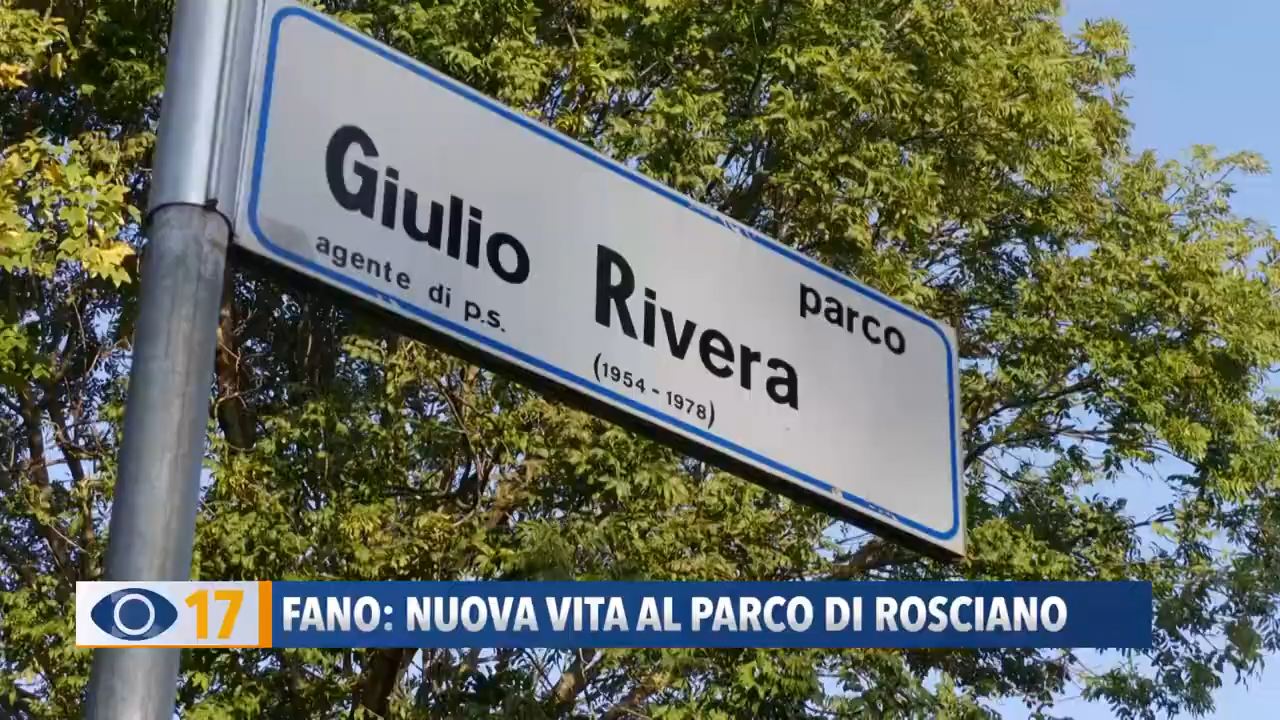 parco
Giulio Rivera
agente di p.s.
(1954 - 1978)
17
FANO: NUOVA VITA AL PARCO DI ROSCIANO